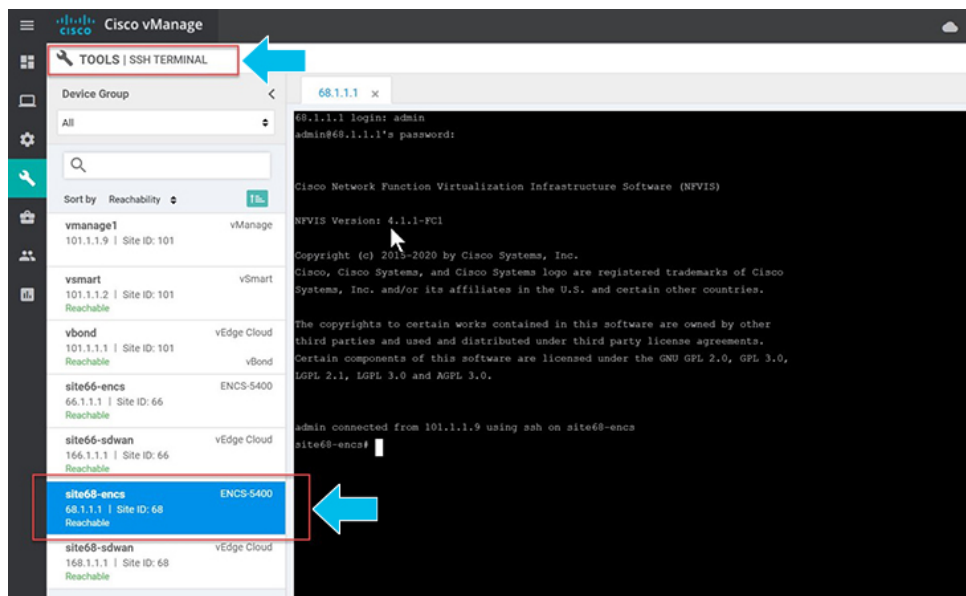 cisco Cisco vManage
TOOLS | SSH TERMINAL
Device Group
All
Sort by Reachability
vmanage1 vManage
101.1.1.9 | Site ID: 101
vsmart vSmart
101.1.1.2 | Site ID: 101
Reachable
vbond vEdge Cloud
101.1.1.1 | Site ID: 101
Reachable vBond
site66-encs ENCS-5400
66.1.1.1 | Site ID: 66
Reachable
site66-sdwan vEdge Cloud
166.1.1.1 | Site ID: 66
Reachable
site68-encs ENCS-5400
68.1.1.1 | Site ID: 68
Reachable
site68-sdwan vEdge Cloud
168.1.1.1 | Site ID: 68
Reachable
68.1.1.1 x
68.1.1.1 login: admin
admin@68.1.1.1's password:
Cisco Network Function Virtualization Infrastructure Software (NFVIS)
NFVIS Version: 4.1.1-FC1
Copyright (c) 2015-2020 by Cisco Systems, Inc.
Cisco, Cisco Systems, and Cisco Systems logo are registered trademarks of Cisco
Systems, Inc. and/or its affiliates in the U.S. and certain other countries.
The copyrights to certain works contained in this software are owned by other
third parties and used and distributed under third party license agreements.
Certain components of this software are licensed under the GNU GPL 2.0, GPL 3.0,
LGPL 2.1, LGPL 3.0 and AGPL 3.0.
admin connected from 101.1.1.9 using ssh on site68-encs
site68-encs#